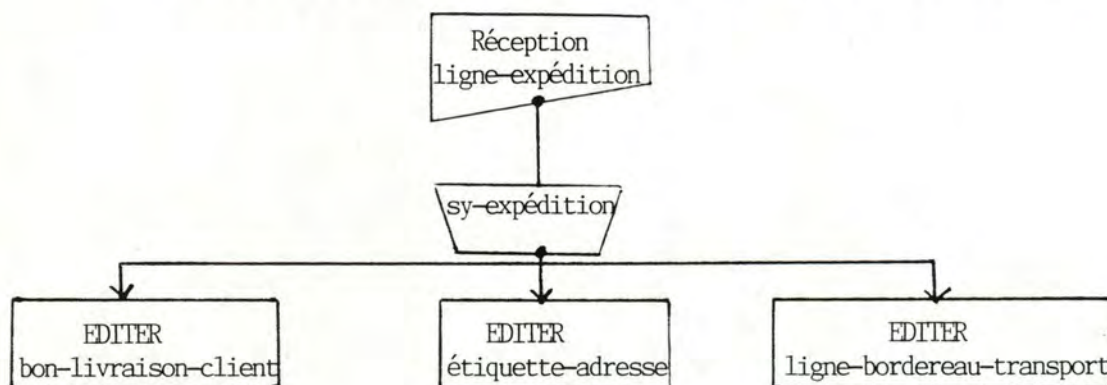 Réception
ligne-expédition
sy-expédition
EDITER
bon-livraison-client
EDITER
étiquette-adresse
EDITER
ligne-bordereau-transport